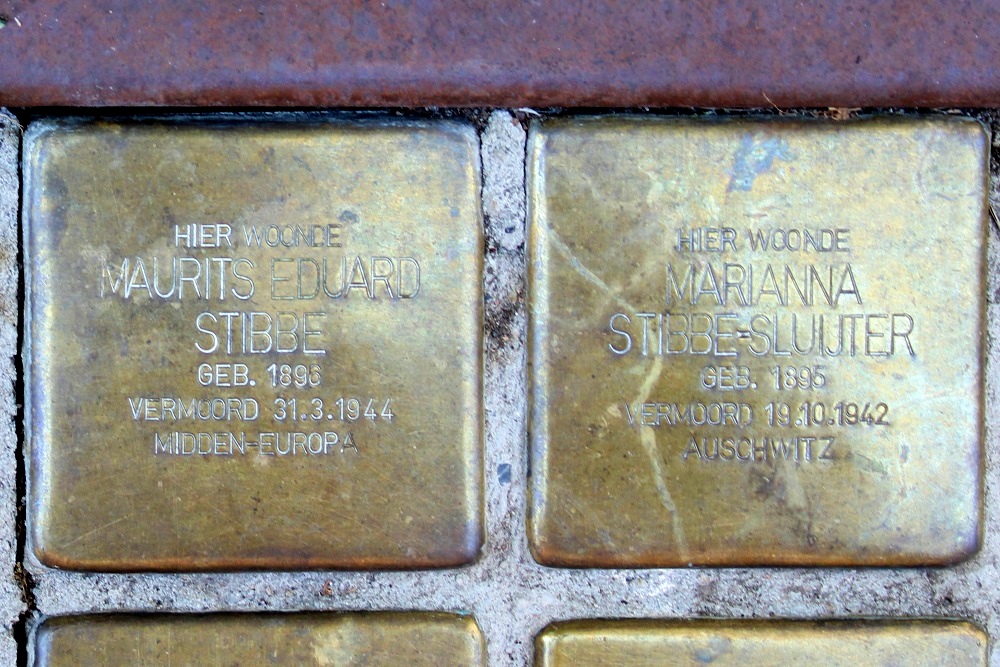 HIER WOONDE
MAURITS EDUARD
STIBBE
GEB. 1896
VERMOORD 31.3.1944
MIDDEN-EUROPA
HIER WOONDE
MARIANNA
STIBBE-SLUIJTER
GEB. 1895
VERMOORD 19.10.1942
AUSCHWITZ